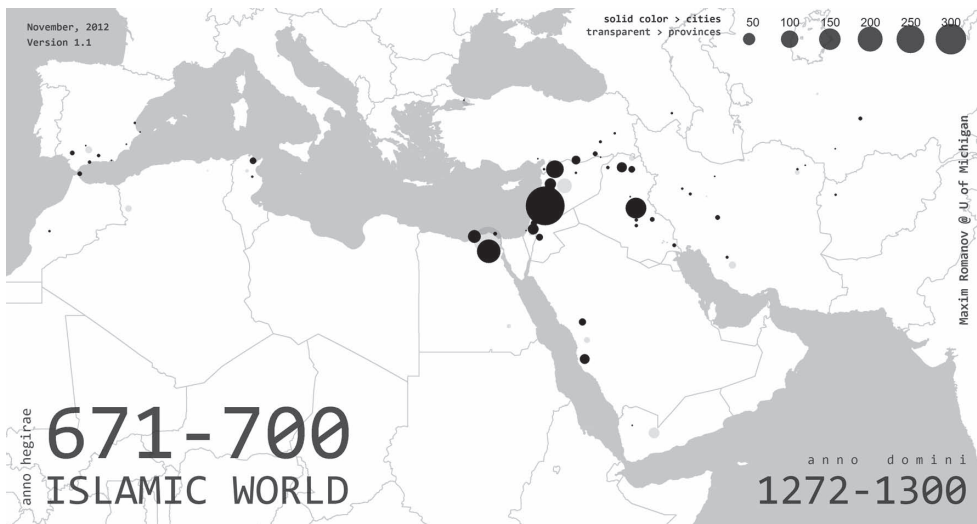 November, 2012
Version 1.1
solid color > cities
transparent > provinces
50 100 150 200 250 300
Maxim Romanov @ U of Michigan
anno hegirae
671-700
ISLAMIC WORLD
anno domini
1272-1300